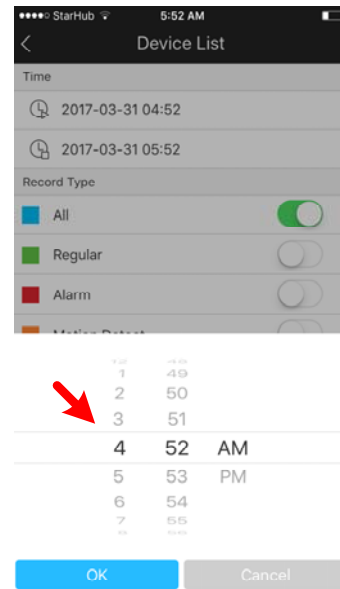 StarHub 5:52 AM
Device List
Time
2017-03-31 04:52
2017-03-31 05:52
Record Type
All
Regular
Alarm
1 49
2 50
3 51
4 52 AM
5 53 PM
6 54
7 55
OK Cancel